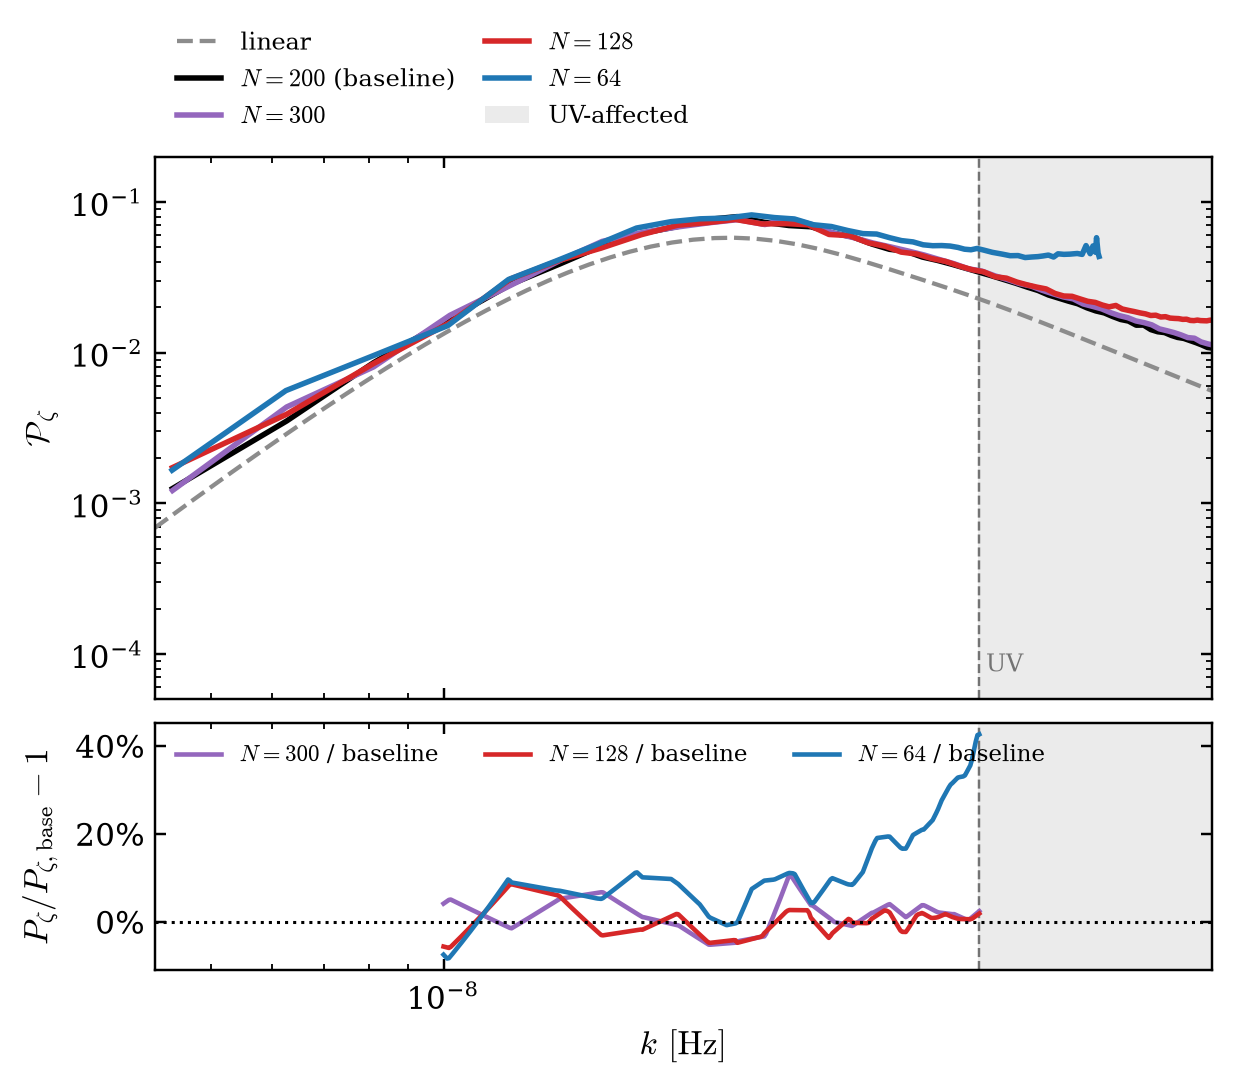 linear
N = 200 (baseline)
N = 300
N = 128
N = 64
UV-affected
10⁻¹
10⁻²
10⁻³
10⁻⁴
𝒫_ζ
UV
40%
20%
0%
P_ζ/P_ζ,base − 1
N = 300 / baseline
N = 128 / baseline
N = 64 / baseline
10⁻⁸
k [Hz]